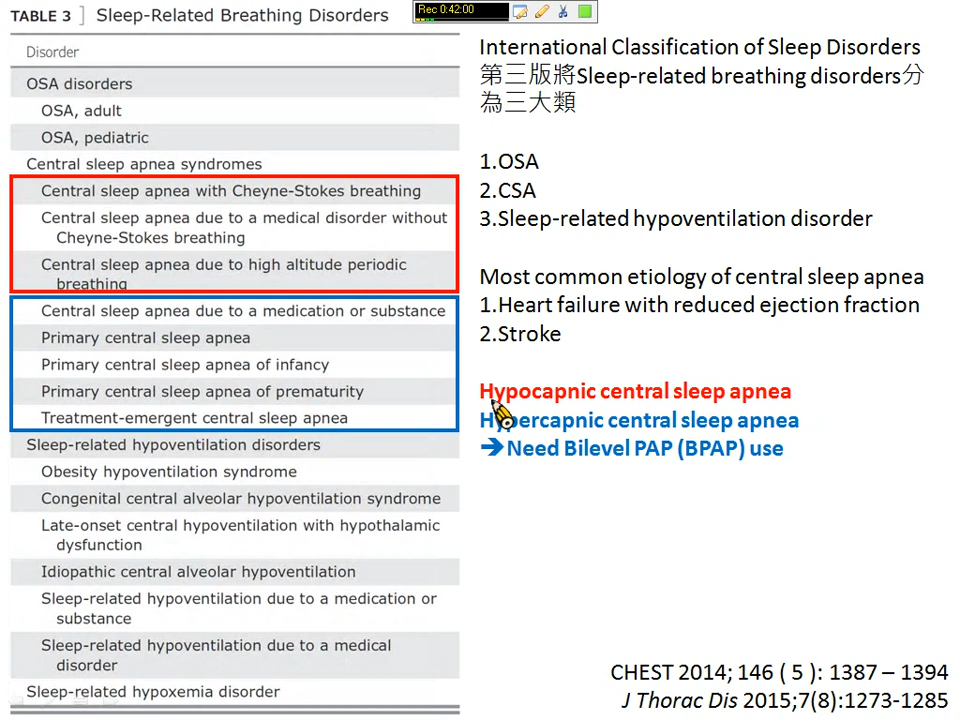 TABLE 3 ] Sleep-Related Breathing Disorders
Rec 0:42:00
Disorder
OSA disorders
OSA, adult
OSA, pediatric
Central sleep apnea syndromes
Central sleep apnea with Cheyne-Stokes breathing
Central sleep apnea due to a medical disorder without
Cheyne-Stokes breathing
Central sleep apnea due to high altitude periodic
breathing
Central sleep apnea due to a medication or substance
Primary central sleep apnea
Primary central sleep apnea of infancy
Primary central sleep apnea of prematurity
Treatment-emergent central sleep apnea
Sleep-related hypoventilation disorders
Obesity hypoventilation syndrome
Congenital central alveolar hypoventilation syndrome
Late-onset central hypoventilation with hypothalamic
dysfunction
Idiopathic central alveolar hypoventilation
Sleep-related hypoventilation due to a medication or
substance
Sleep-related hypoventilation due to a medical
disorder
Sleep-related hypoxemia disorder
International Classification of Sleep Disorders
第三版將Sleep-related breathing disorders分
為三大類
1.OSA
2.CSA
3.Sleep-related hypoventilation disorder
Most common etiology of central sleep apnea
1.Heart failure with reduced ejection fraction
2.Stroke
Hypocapnic central sleep apnea
Hypercapnic central sleep apnea
➔Need Bilevel PAP (BPAP) use
CHEST 2014; 146 ( 5 ): 1387 – 1394
J Thorac Dis 2015;7(8):1273-1285